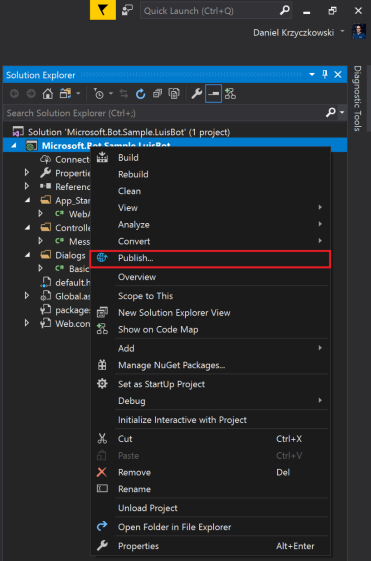 Quick Launch (Ctrl+Q)
Daniel Krzyczkowski
Solution Explorer
Diagnostic Tools
Search Solution Explorer (Ctrl+;)
Solution 'Microsoft.Bot.Sample.LuisBot' (1 project)
Microsoft.Bot.Sample.LuisBot
Connecte
Build
Propertie
Rebuild
Referenc
Clean
App_Star
View
WebA
Analyze
Controlle
Convert
Mess
Publish...
Dialogs
Overview
Basic
Scope to This
default.h
New Solution Explorer View
Global.as
Show on Code Map
package
Web.con
Add
Manage NuGet Packages...
Set as StartUp Project
Debug
Initialize Interactive with Project
Cut Ctrl+X
Paste Ctrl+V
Remove Del
Rename
Unload Project
Open Folder in File Explorer
Properties Alt+Enter